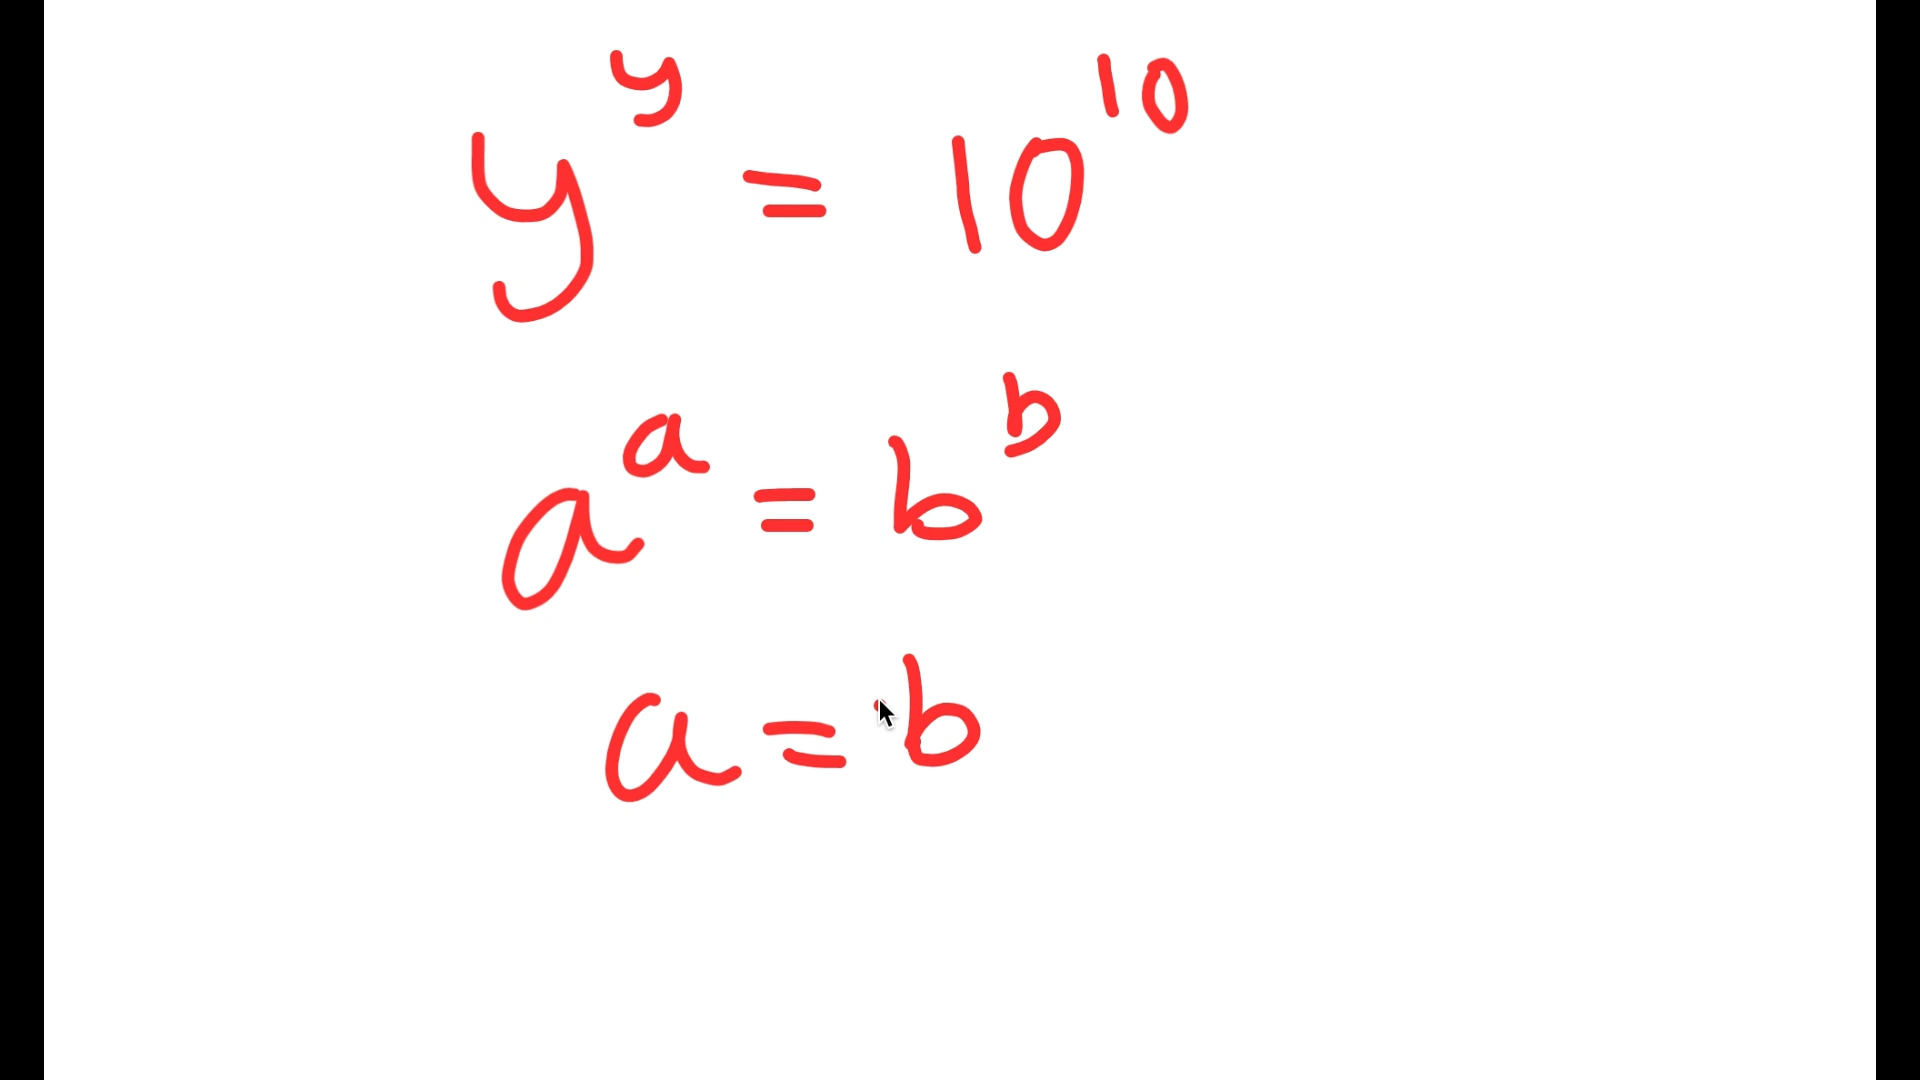 y^y = 10^10
a^a = b^b
a = b